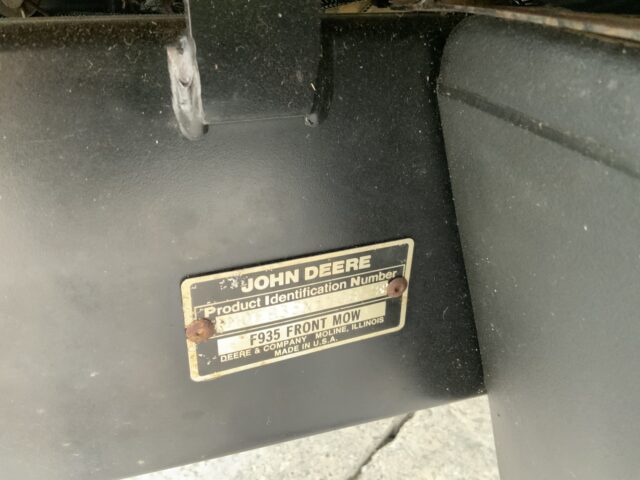 JOHN DEERE
Product Identification Number
F935 FRONT MOW
DEERE & COMPANY MOLINE, ILLINOIS
MADE IN U.S.A.